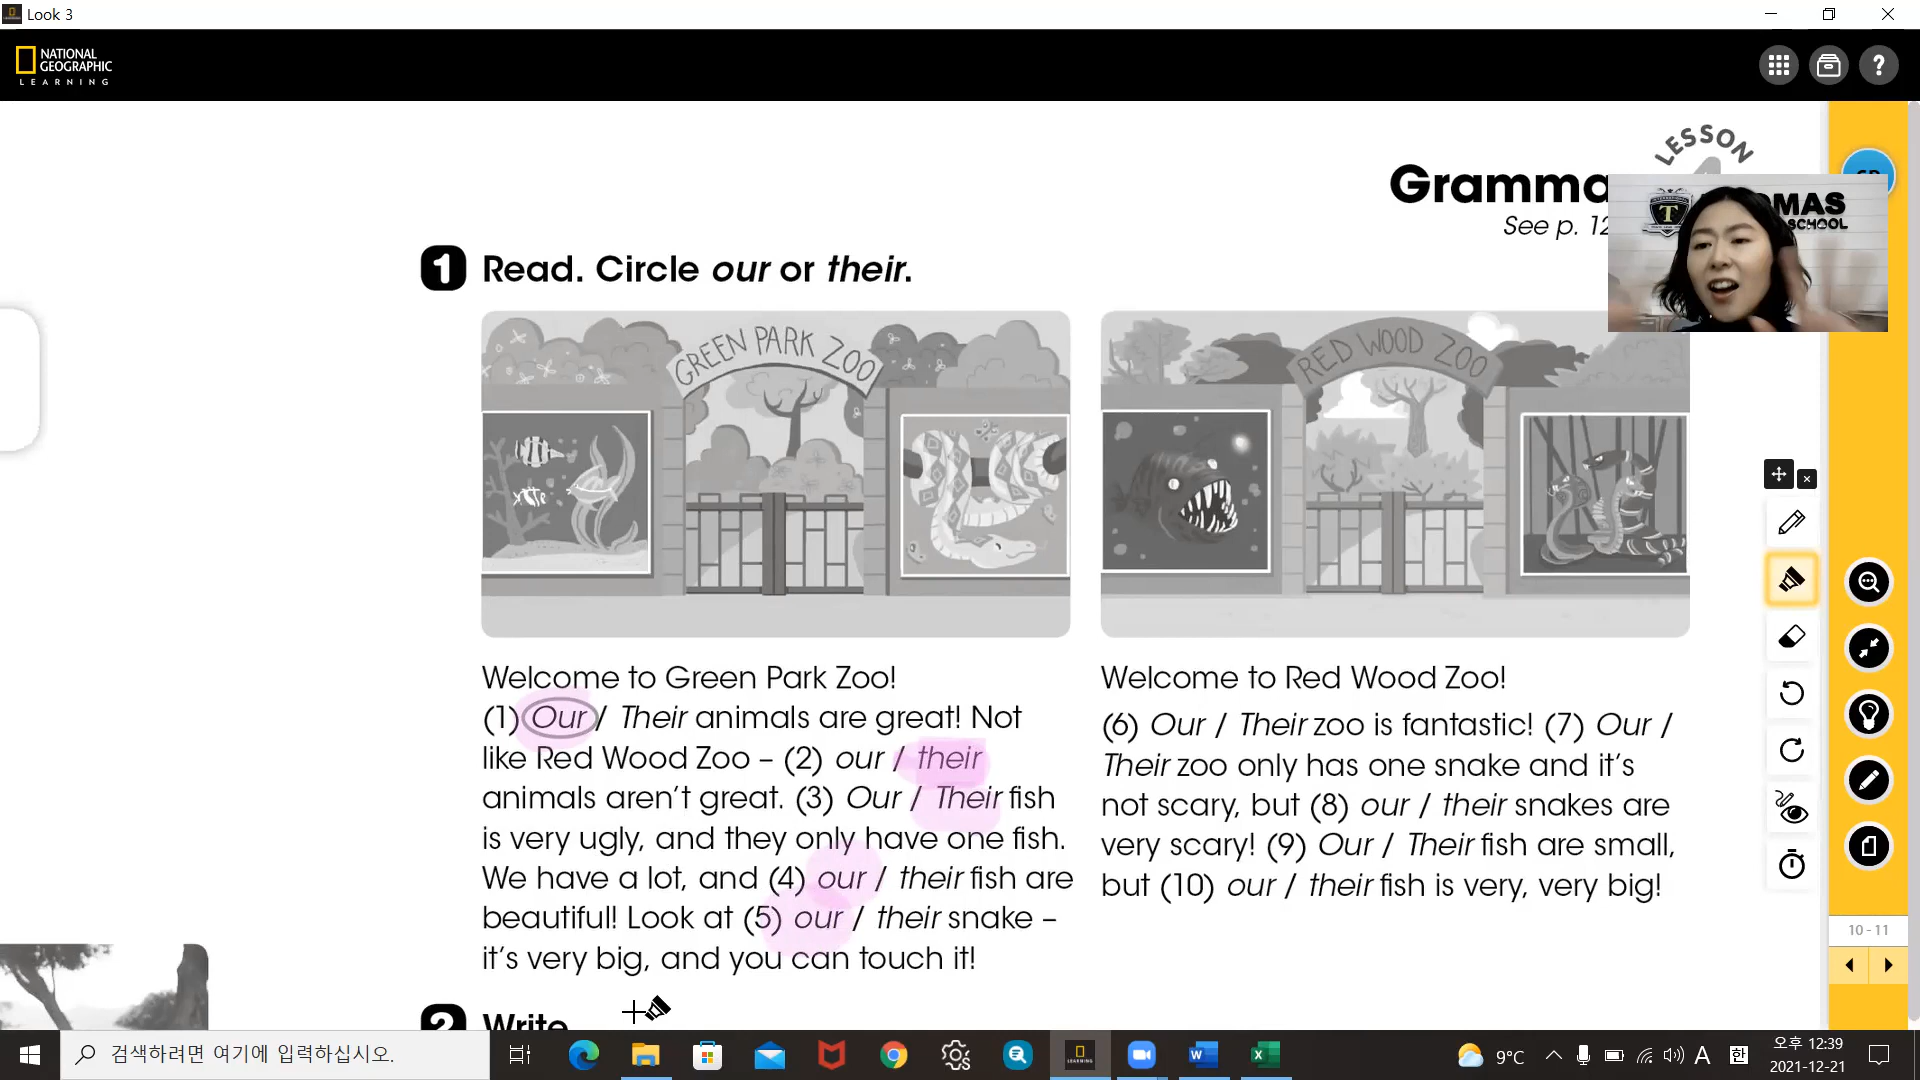 Look 3
NATIONAL
GEOGRAPHIC
LEARNING
LESSON
Gramma
See p. 12
MAS
SCHOOL
T
1 Read. Circle our or their.
GREEN PARK ZOO
RED WOOD ZOO
Welcome to Green Park Zoo!
(1) Our / Their animals are great! Not
like Red Wood Zoo – (2) our / their
animals aren't great. (3) Our / Their fish
is very ugly, and they only have one fish.
We have a lot, and (4) our / their fish are
beautiful! Look at (5) our / their snake –
it's very big, and you can touch it!
Welcome to Red Wood Zoo!
(6) Our / Their zoo is fantastic! (7) Our /
Their zoo only has one snake and it's
not scary, but (8) our / their snakes are
very scary! (9) Our / Their fish are small,
but (10) our / their fish is very, very big!
2 Write
10 - 11
검색하려면 여기에 입력하십시오.
9°C
A
한
오후 12:39
2021-12-21